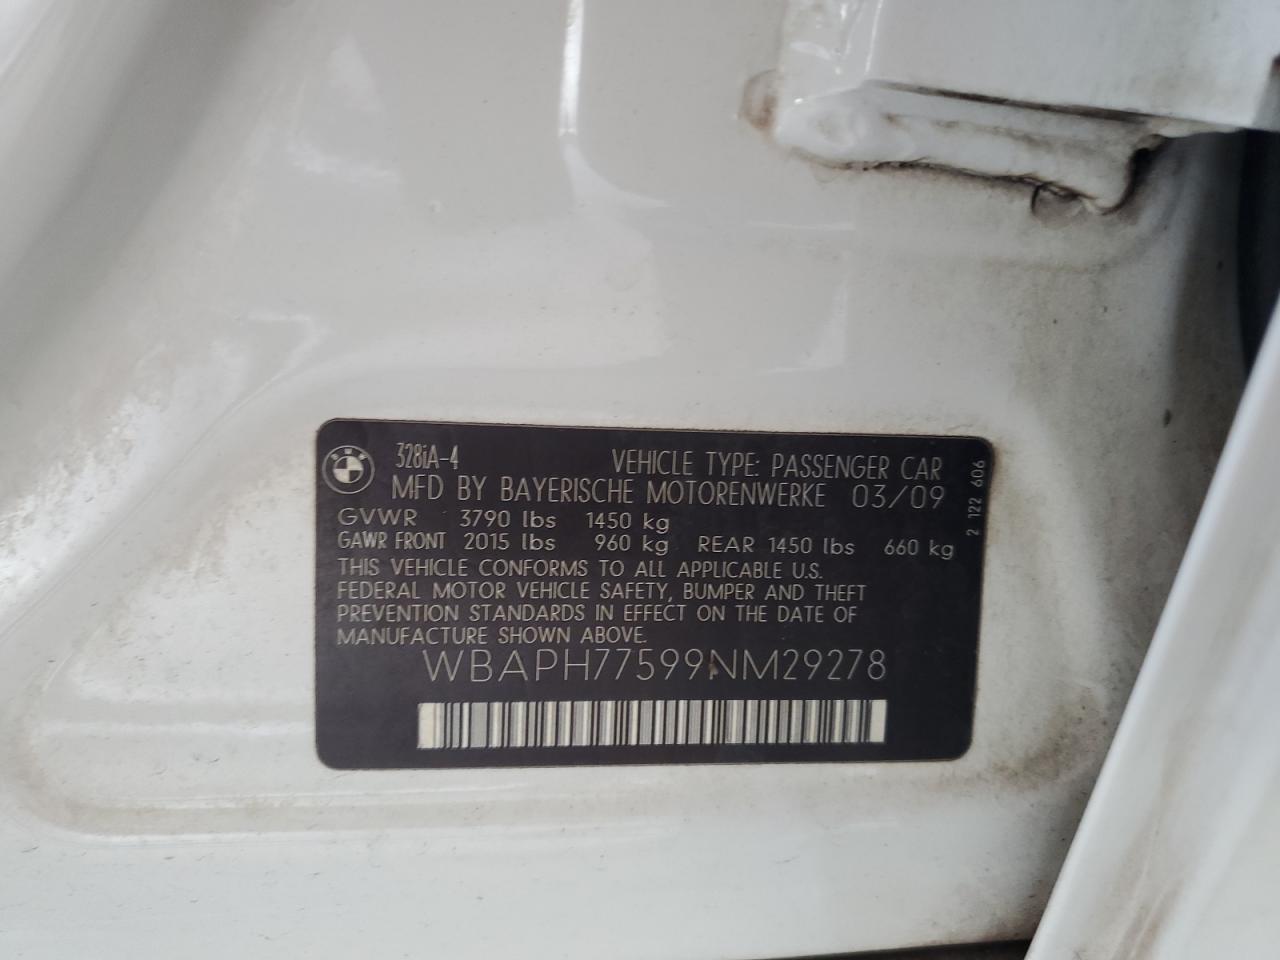 BMW
328iA-4
VEHICLE TYPE: PASSENGER CAR
MFD BY BAYERISCHE MOTORENWERKE 03/09
GVWR 3790 lbs 1450 kg
GAWR FRONT 2015 lbs 960 kg REAR 1450 lbs 660 kg
THIS VEHICLE CONFORMS TO ALL APPLICABLE U.S.
FEDERAL MOTOR VEHICLE SAFETY, BUMPER AND THEFT
PREVENTION STANDARDS IN EFFECT ON THE DATE OF
MANUFACTURE SHOWN ABOVE.
WBAPH77599NM29278
2 122 606